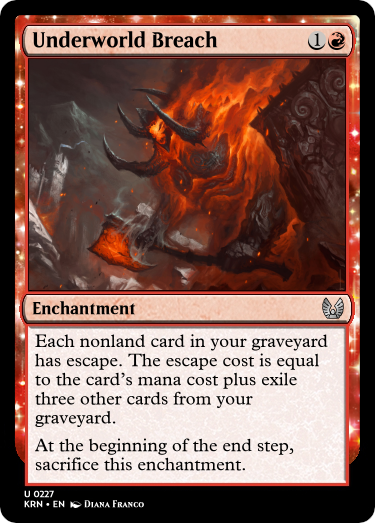 Underworld Breach 1
Enchantment
Each nonland card in your graveyard
has escape. The escape cost is equal
to the card's mana cost plus exile
three other cards from your
graveyard.
At the beginning of the end step,
sacrifice this enchantment.
U 0227
KRN • EN Diana Franco